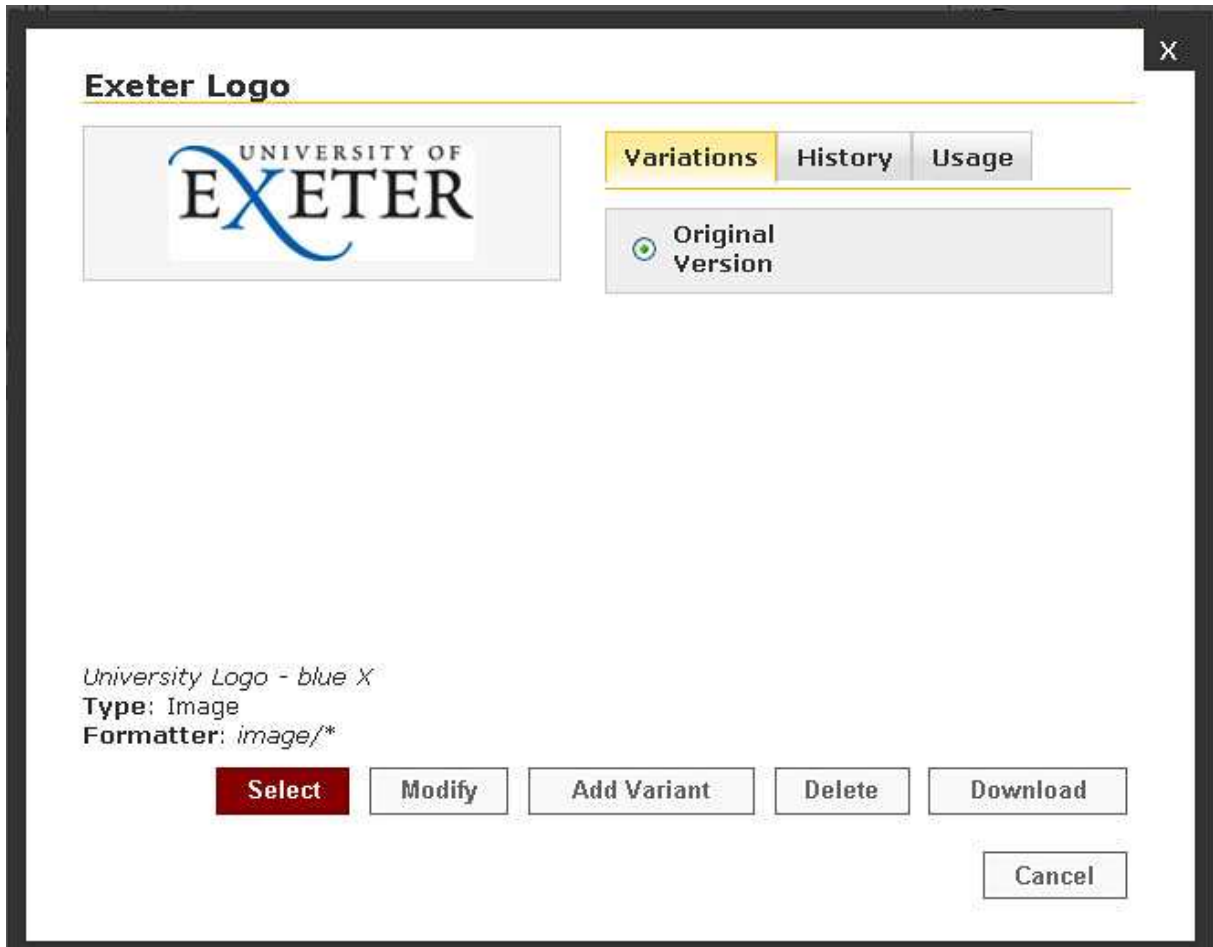 X
Exeter Logo
UNIVERSITY OF
EXETER
Variations History Usage
Original
Version
University Logo - blue X
Type: Image
Formatter: image/*
Select Modify Add Variant Delete Download
Cancel